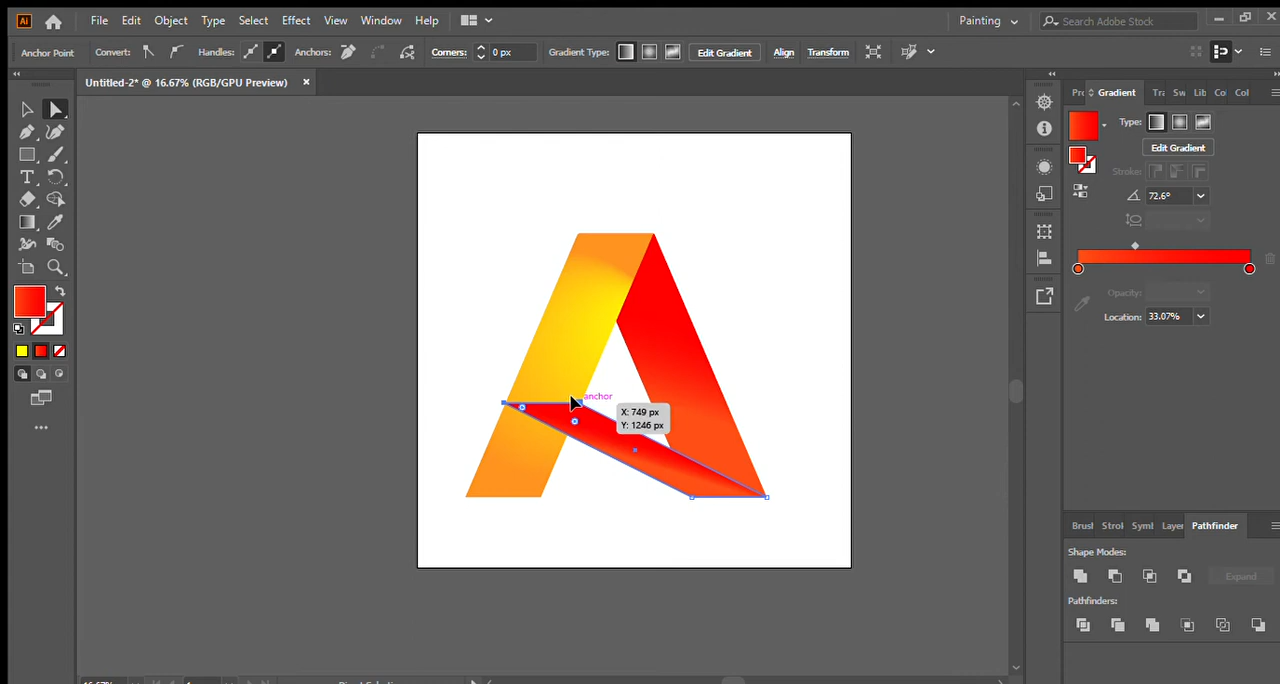 Ai File Edit Object Type Select Effect View Window Help Painting Search Adobe Stock
Anchor Point Convert: Handles: Anchors: Corners: 0 px Gradient Type: Edit Gradient Align Transform
Untitled-2* @ 16.67% (RGB/GPU Preview) ×
Gradient Sw Lib Co Col
Type:
Edit Gradient
Stroke:
72.6°
Opacity:
Location: 33.07%
anchor
X: 749 px
Y: 1246 px
Brusl Strol Syml Layer Pathfinder
Shape Modes:
Expand
Pathfinders: